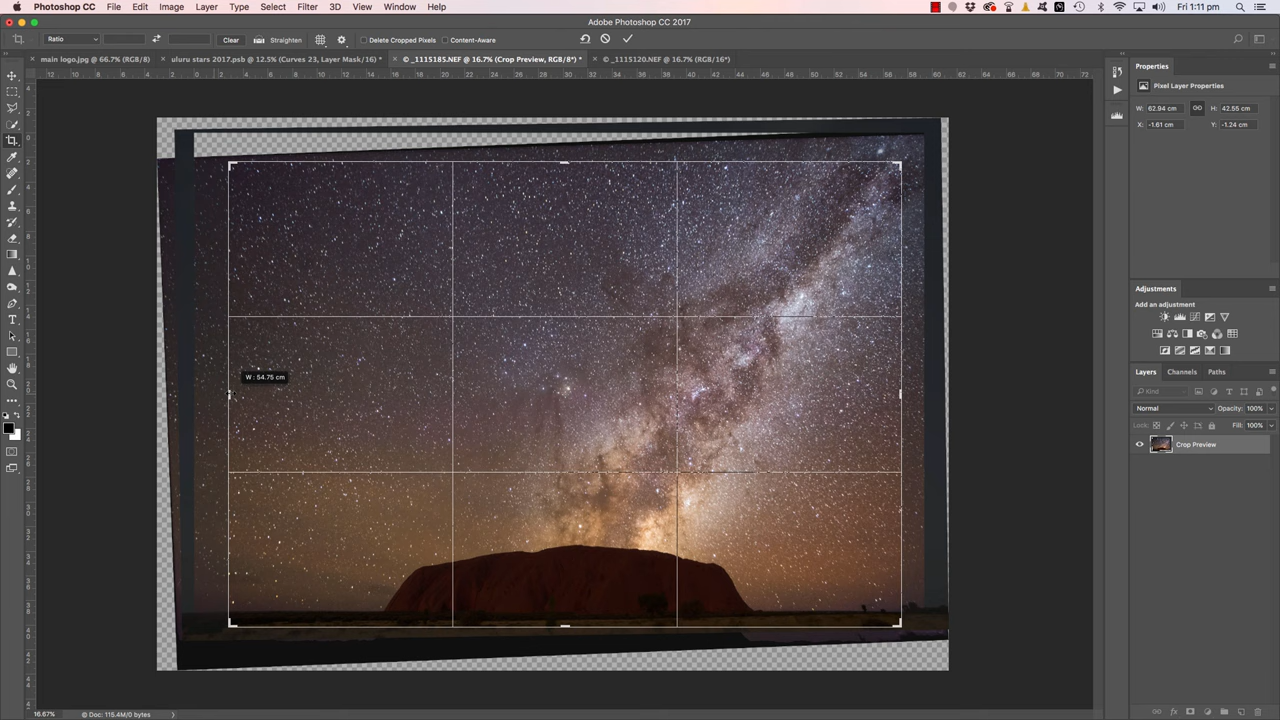 Photoshop CC File Edit Image Layer Type Select Filter 3D View Window Help Fri 1:11 pm
Adobe Photoshop CC 2017
Ratio Clear Straighten Delete Cropped Pixels Content-Aware
main logo.jpg @ 66.7% (RGB/8) × uluru stars 2017.psb @ 12.5% (Curves 23, Layer Mask/16) * × © _1115185.NEF @ 16.7% (Crop Preview, RGB/8*) * × © _1115120.NEF @ 16.7% (RGB/16*)
Properties
Pixel Layer Properties
W: 62.94 cm H: 42.55 cm
X: -1.61 cm Y: -1.24 cm
W : 54.75 cm
Adjustments
Add an adjustment
Layers Channels Paths
Kind
Normal Opacity: 100%
Lock: Fill: 100%
Crop Preview
16.67% Doc: 115.4M/0 bytes